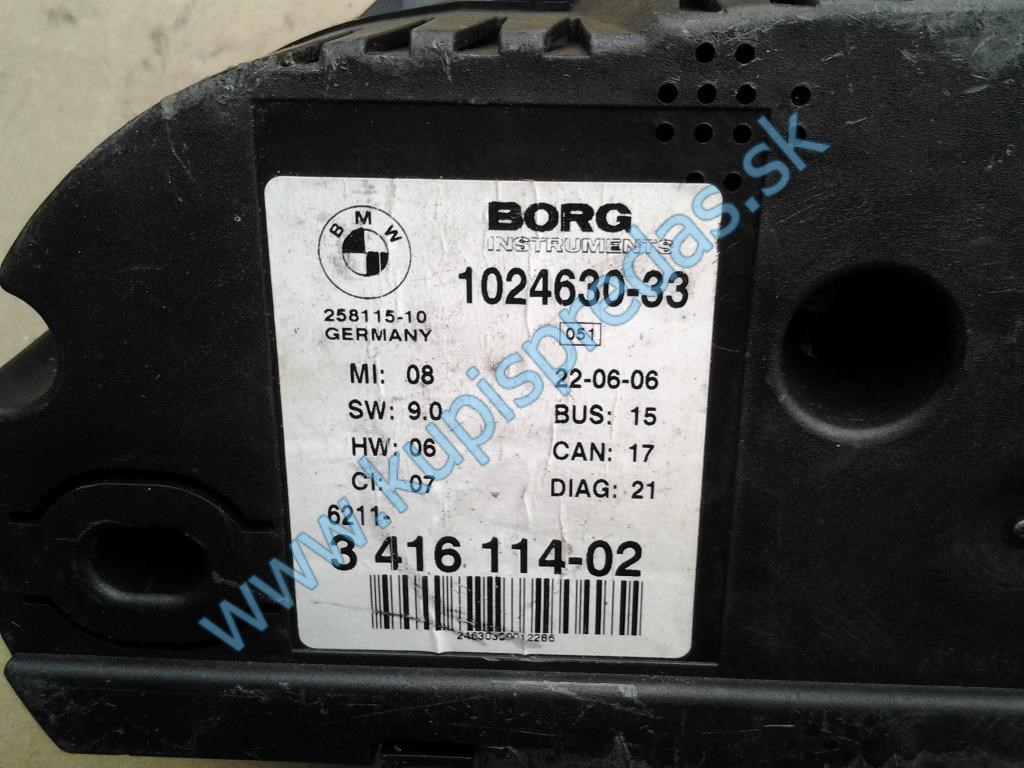 BMW
BORG
INSTRUMENTS
1024630-33
258115-10
GERMANY
051
MI: 08
22-06-06
SW: 9.0
BUS: 15
HW: 06
CAN: 17
CI: 07
DIAG: 21
6211-
3 416 114-02
www.kupispredas.sk